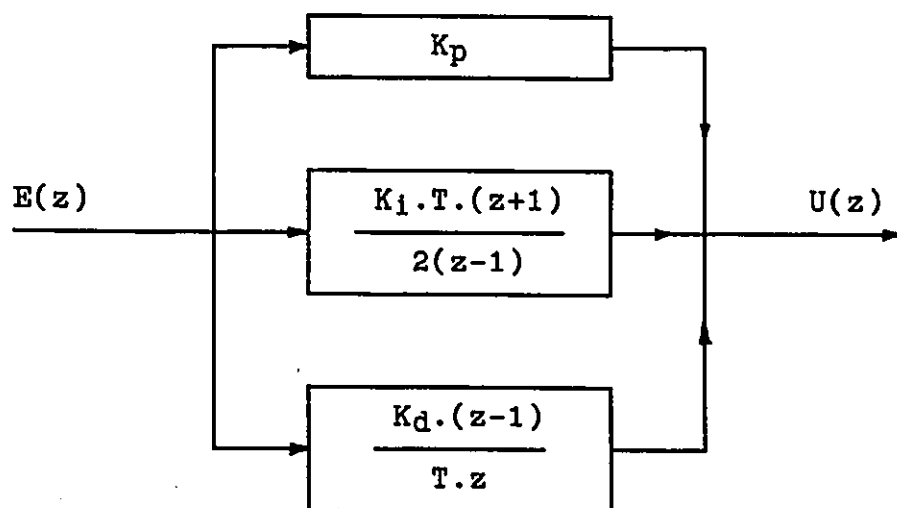 Kp
E(z)
Ki.T.(z+1)
2(z-1)
U(z)
Kd.(z-1)
T.z